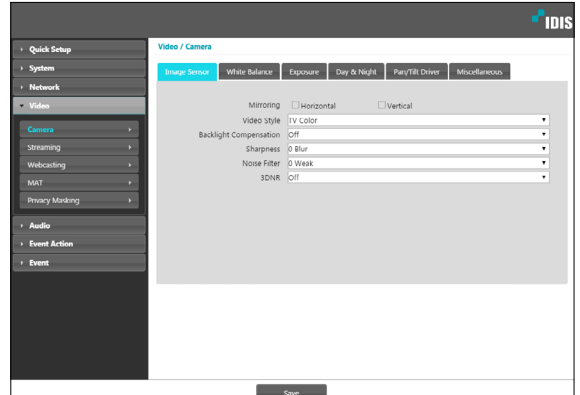 IDIS
Quick Setup
System
Network
Video
Camera
Streaming
Webcasting
MAT
Privacy Masking
Audio
Event Action
Event
Video / Camera
Image Sensor White Balance Exposure Day & Night Pan/Tilt Driver Miscellaneous
Mirroring Horizontal Vertical
Video Style TV Color
Backlight Compensation Off
Sharpness 0 Blur
Noise Filter 0 Weak
3DNR Off
Save